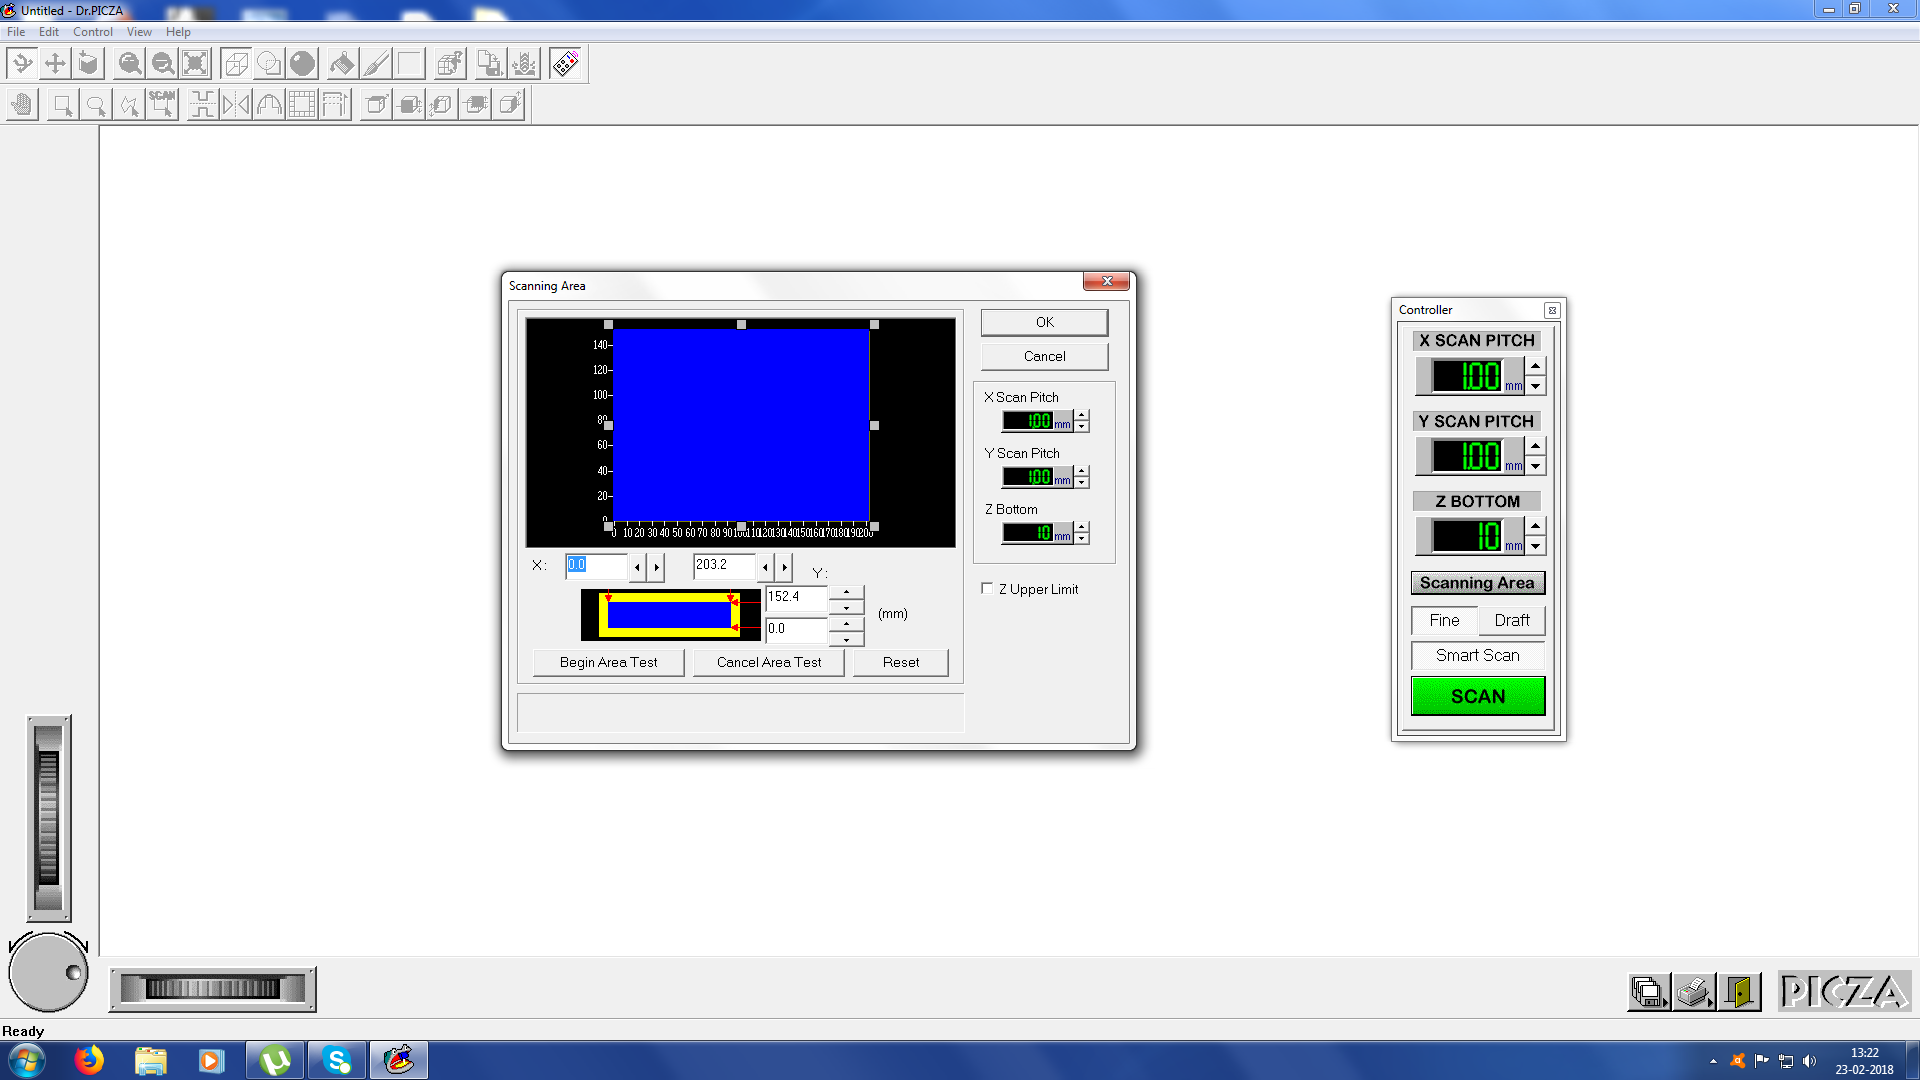 Untitled - Dr.PICZA
File Edit Control View Help
SCAN
Scanning Area
140
120
100
80
60
40
20
0
0 10 20 30 40 50 60 70 80 90 100 110 120 130 140 150 160 170 180 190 200
X: 0.0 203.2 Y:
152.4
0.0
(mm)
Begin Area Test Cancel Area Test Reset
OK
Cancel
X Scan Pitch
1.00 mm
Y Scan Pitch
1.00 mm
Z Bottom
10 mm
Z Upper Limit
Controller
X SCAN PITCH
1.00 mm
Y SCAN PITCH
1.00 mm
Z BOTTOM
10 mm
Scanning Area
Fine Draft
Smart Scan
SCAN
PICZA
Ready
13:22
23-02-2018